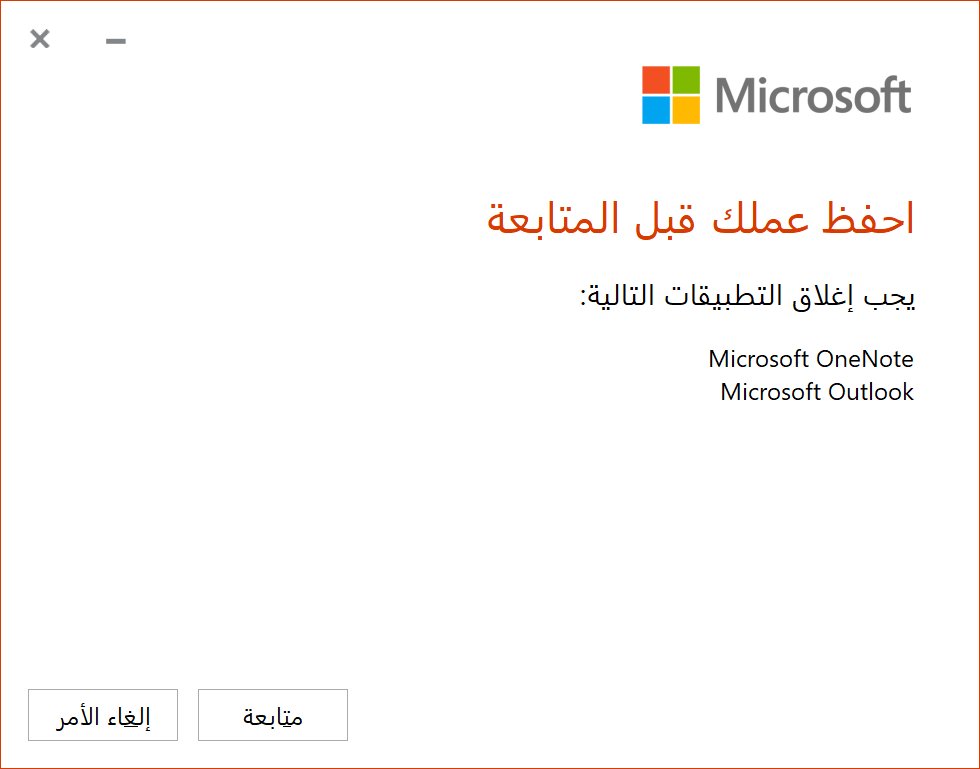 Microsoft
احفظ عملك قبل المتابعة
يجب إغلاق التطبيقات التالية:
Microsoft OneNote
Microsoft Outlook
متابعة
إلغاء الأمر